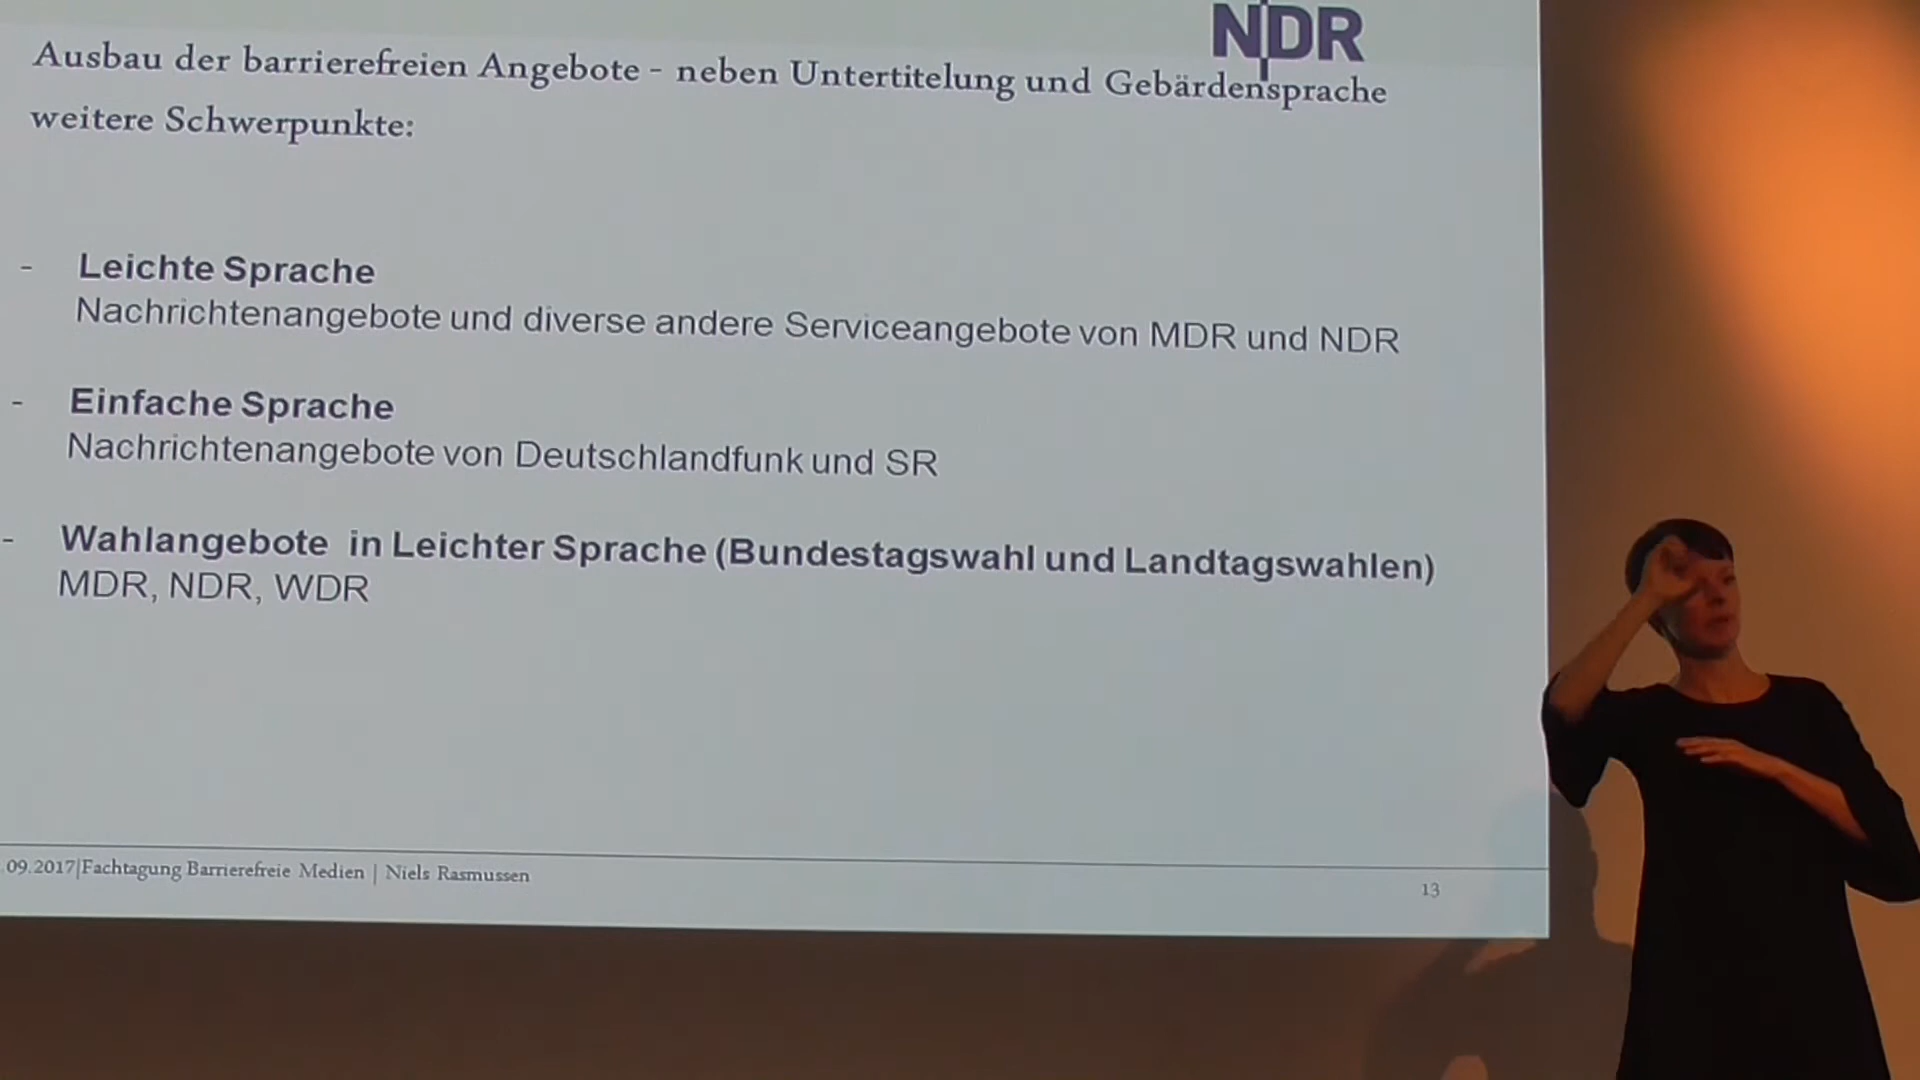 NDR
Ausbau der barrierefreien Angebote - neben Untertitelung und Gebärdensprache
weitere Schwerpunkte:
- Leichte Sprache
Nachrichtenangebote und diverse andere Serviceangebote von MDR und NDR
- Einfache Sprache
Nachrichtenangebote von Deutschlandfunk und SR
- Wahlangebote in Leichter Sprache (Bundestagswahl und Landtagswahlen)
MDR, NDR, WDR
09.2017|Fachtagung Barrierefreie Medien | Niels Rasmussen
13